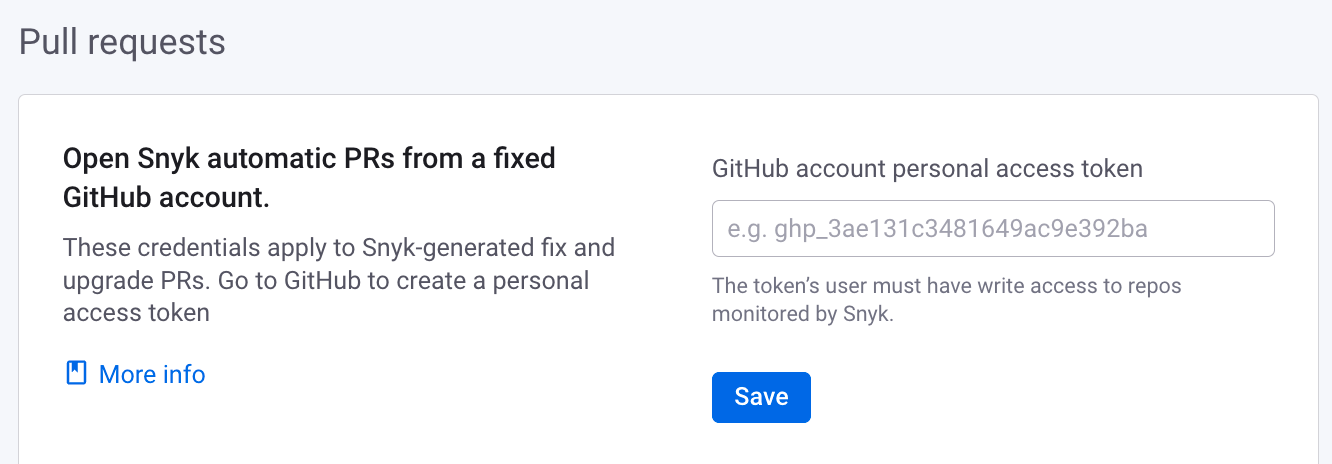 Pull requests
Open Snyk automatic PRs from a fixed
GitHub account.
These credentials apply to Snyk-generated fix and
upgrade PRs. Go to GitHub to create a personal
access token
More info
GitHub account personal access token
e.g. ghp_3ae131c3481649ac9e392ba
The token’s user must have write access to repos
monitored by Snyk.
Save